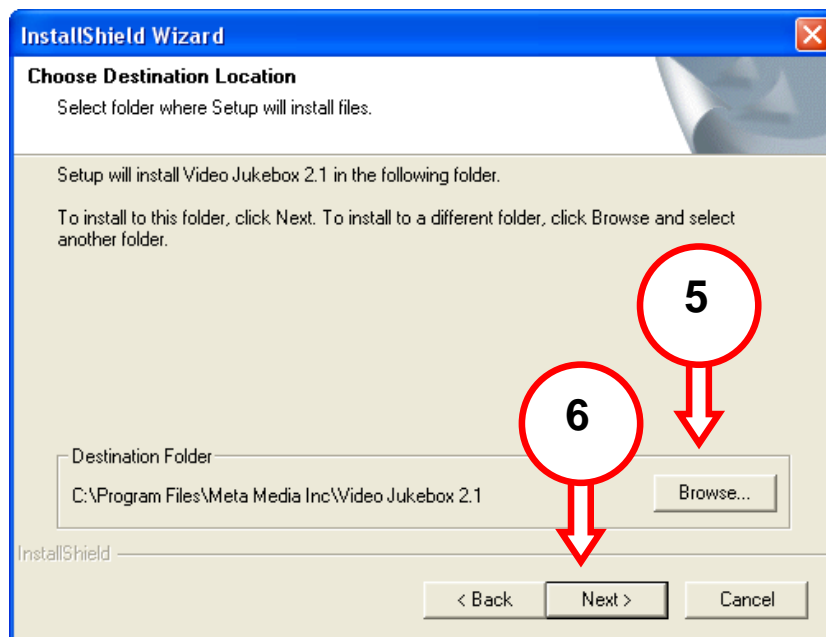 InstallShield Wizard
Choose Destination Location
Select folder where Setup will install files.
Setup will install Video Jukebox 2.1 in the following folder.
To install to this folder, click Next. To install to a different folder, click Browse and select
another folder.
5
6
Destination Folder
C:\Program Files\Meta Media Inc\Video Jukebox 2.1
Browse...
InstallShield
< Back
Next >
Cancel